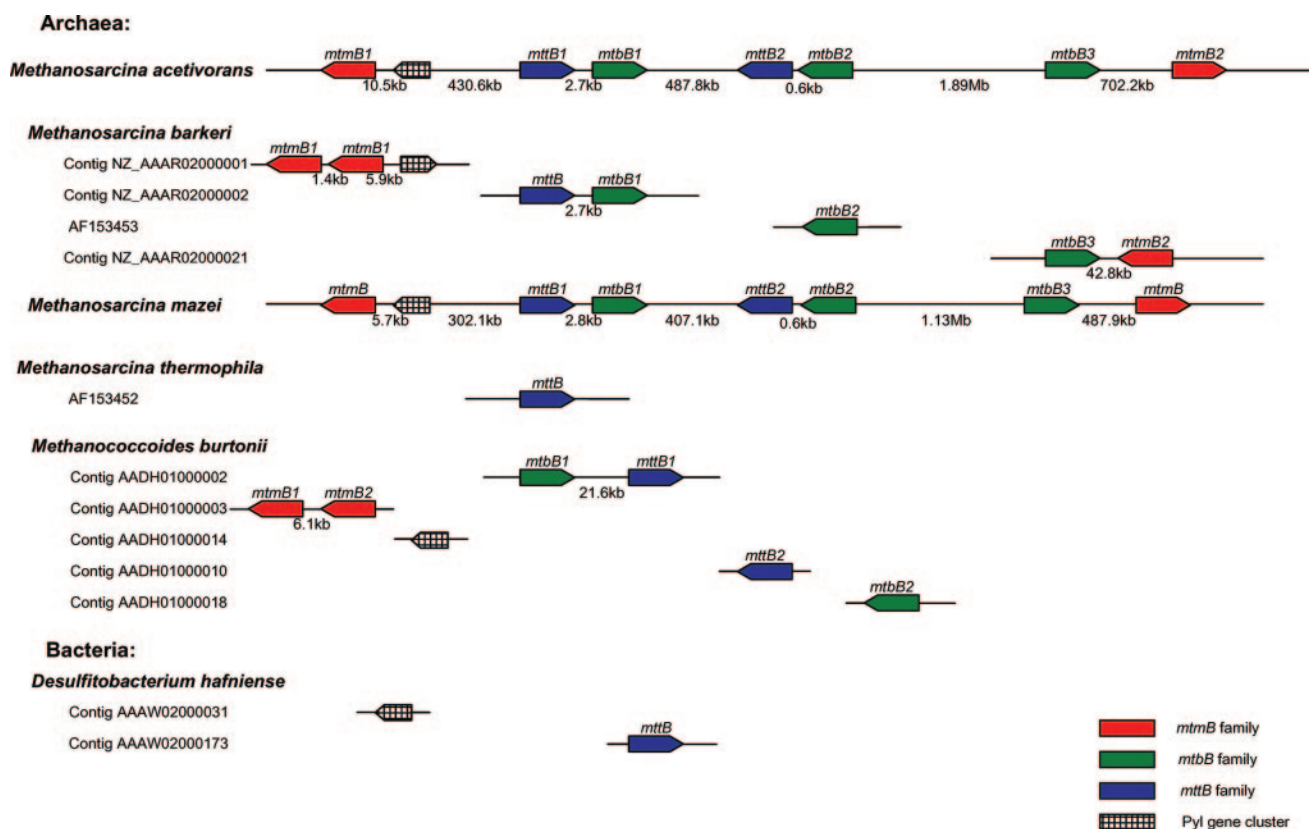 Archaea:
mtmB1 mttB1 mtbB1 mttB2 mtbB2 mtbB3 mtmB2
Methanosarcina acetivorans
10.5kb 430.6kb 2.7kb 487.8kb 0.6kb 1.89Mb 702.2kb
Methanosarcina barkeri
mtmB1 mtmB1
Contig NZ_AAAR02000001
1.4kb 5.9kb
mttB mtbB1
Contig NZ_AAAR02000002
2.7kb
mtbB2
AF153453
mtbB3 mtmB2
Contig NZ_AAAR02000021
42.8kb
mtmB mttB1 mtbB1 mttB2 mtbB2 mtbB3 mtmB
Methanosarcina mazei
5.7kb 302.1kb 2.8kb 407.1kb 0.6kb 1.13Mb 487.9kb
Methanosarcina thermophila
mttB
AF153452
Methanococcoides burtonii
mtbB1 mttB1
Contig AADH01000002
21.6kb
mtmB1 mtmB2
Contig AADH01000003
6.1kb
Contig AADH01000014
mttB2
Contig AADH01000010
mtbB2
Contig AADH01000018
Bacteria:
Desulfitobacterium hafniense
Contig AAAW02000031
mttB
Contig AAAW02000173
mtmB family
mtbB family
mttB family
Pyl gene cluster